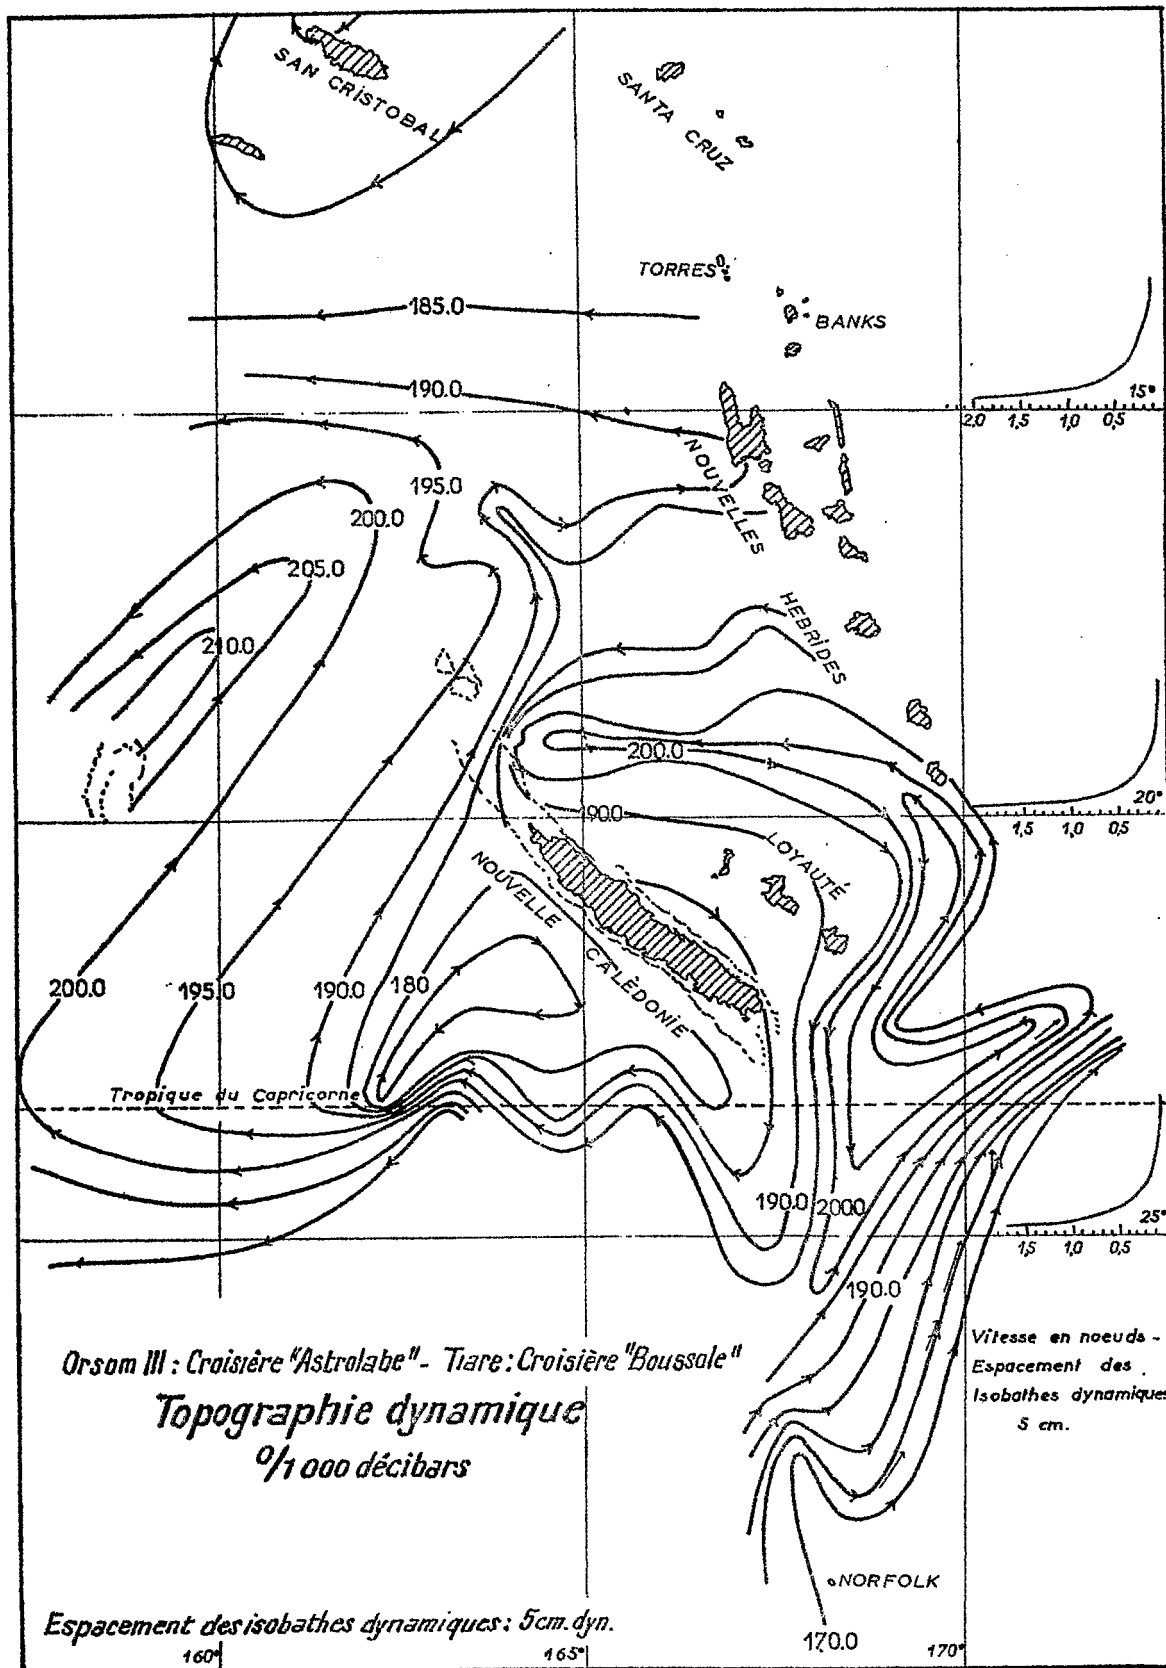 SAN CRISTOBAL
SANTA CRUZ
TORRES
BANKS
185.0
190.0
15°
2.0 1,5 1,0 0,5
NOUVELLES
HEBRIDES
195.0
200.0
205.0
210.0
200.0
90.0
20°
1,5 1,0 0,5
LOYAUTÉ
NOUVELLE
CALÉDONIE
200.0
195.0
190.0
180
Tropique du Capricorne
190.0
200.0
25°
1,5 1,0 0,5
190.0
Vitesse en noeuds -
Espacement des
Isobathes dynamiques
5 cm.
Orsom III : Croisière "Astrolabe" - Tiare : Croisière "Boussole"
Topographie dynamique
0/1 000 décibars
NORFOLK
Espacement des isobathes dynamiques : 5 cm. dyn.
170.0
160° 165° 170°